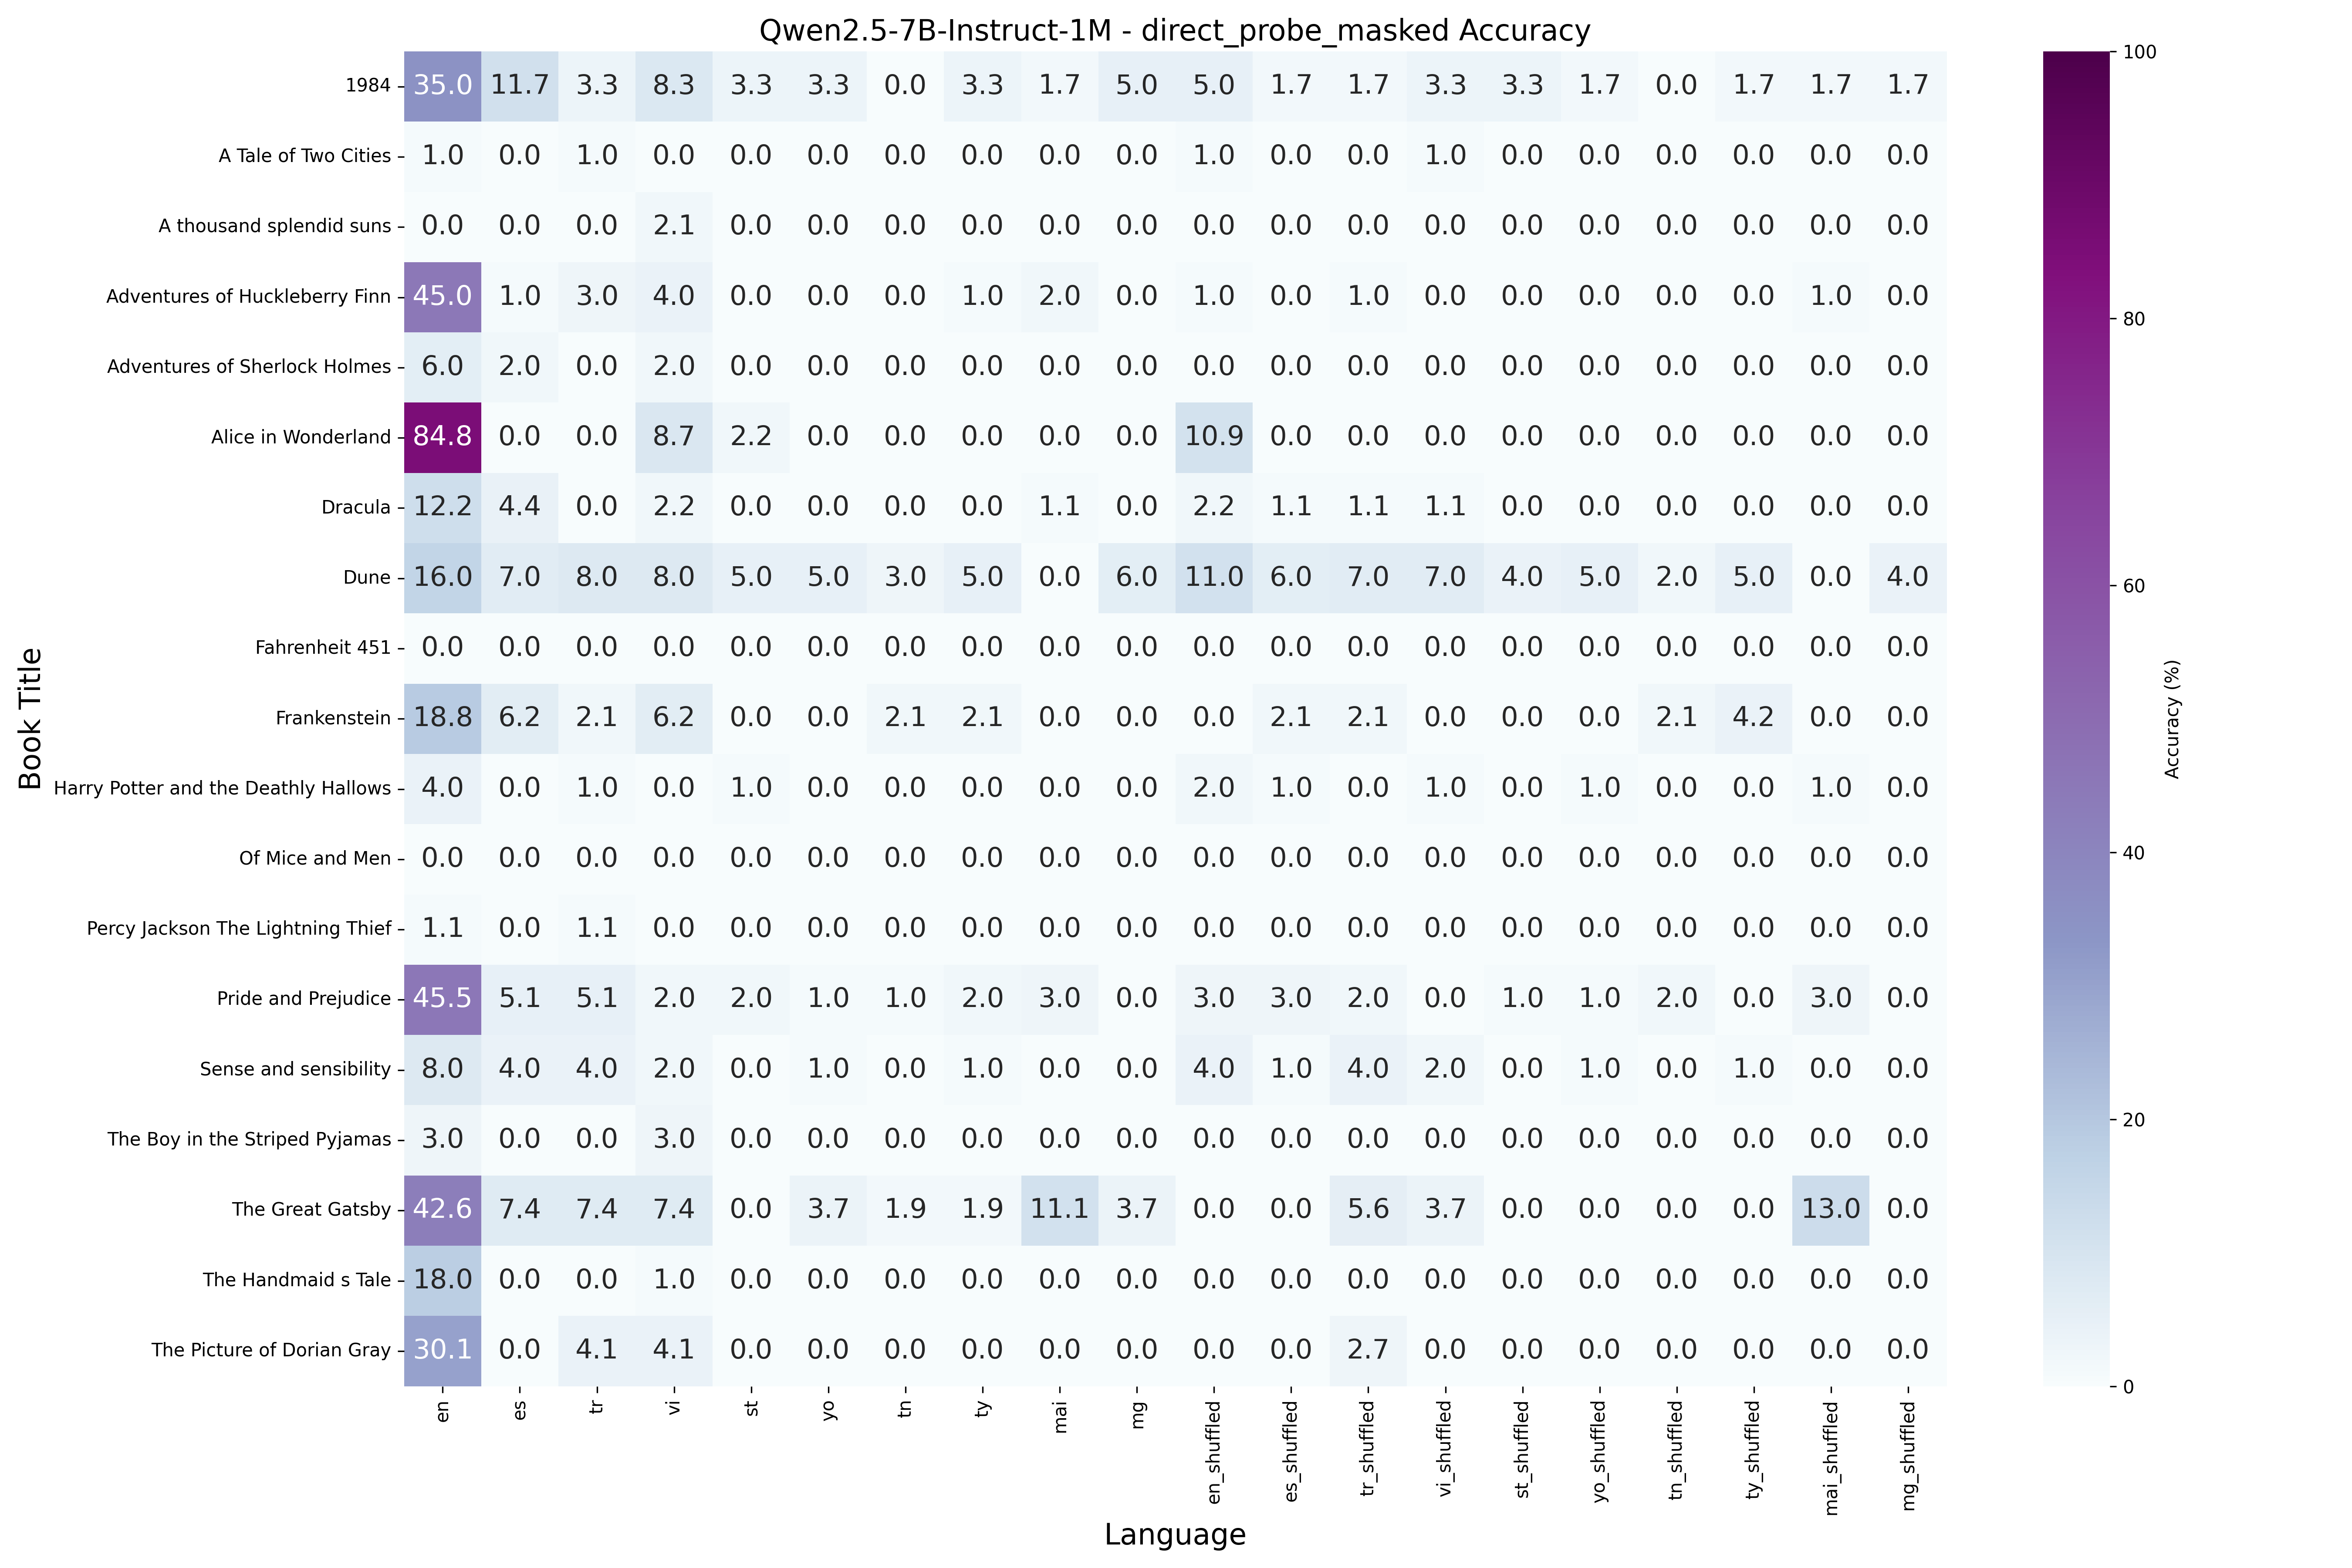 Qwen2.5-7B-Instruct-1M - direct_probe_masked Accuracy
Book Title
1984 35.0 11.7 3.3 8.3 3.3 3.3 0.0 3.3 1.7 5.0 5.0 1.7 1.7 3.3 3.3 1.7 0.0 1.7 1.7 1.7
A Tale of Two Cities 1.0 0.0 1.0 0.0 0.0 0.0 0.0 0.0 0.0 0.0 1.0 0.0 0.0 1.0 0.0 0.0 0.0 0.0 0.0 0.0
A thousand splendid suns 0.0 0.0 0.0 2.1 0.0 0.0 0.0 0.0 0.0 0.0 0.0 0.0 0.0 0.0 0.0 0.0 0.0 0.0 0.0 0.0
Adventures of Huckleberry Finn 45.0 1.0 3.0 4.0 0.0 0.0 0.0 1.0 2.0 0.0 1.0 0.0 1.0 0.0 0.0 0.0 0.0 0.0 1.0 0.0
Adventures of Sherlock Holmes 6.0 2.0 0.0 2.0 0.0 0.0 0.0 0.0 0.0 0.0 0.0 0.0 0.0 0.0 0.0 0.0 0.0 0.0 0.0 0.0
Alice in Wonderland 84.8 0.0 0.0 8.7 2.2 0.0 0.0 0.0 0.0 0.0 10.9 0.0 0.0 0.0 0.0 0.0 0.0 0.0 0.0 0.0
Dracula 12.2 4.4 0.0 2.2 0.0 0.0 0.0 0.0 1.1 0.0 2.2 1.1 1.1 1.1 0.0 0.0 0.0 0.0 0.0 0.0
Dune 16.0 7.0 8.0 8.0 5.0 5.0 3.0 5.0 0.0 6.0 11.0 6.0 7.0 7.0 4.0 5.0 2.0 5.0 0.0 4.0
Fahrenheit 451 0.0 0.0 0.0 0.0 0.0 0.0 0.0 0.0 0.0 0.0 0.0 0.0 0.0 0.0 0.0 0.0 0.0 0.0 0.0 0.0
Frankenstein 18.8 6.2 2.1 6.2 0.0 0.0 2.1 2.1 0.0 0.0 0.0 2.1 2.1 0.0 0.0 0.0 2.1 4.2 0.0 0.0
Harry Potter and the Deathly Hallows 4.0 0.0 1.0 0.0 1.0 0.0 0.0 0.0 0.0 0.0 2.0 1.0 0.0 1.0 0.0 1.0 0.0 0.0 1.0 0.0
Of Mice and Men 0.0 0.0 0.0 0.0 0.0 0.0 0.0 0.0 0.0 0.0 0.0 0.0 0.0 0.0 0.0 0.0 0.0 0.0 0.0 0.0
Percy Jackson The Lightning Thief 1.1 0.0 1.1 0.0 0.0 0.0 0.0 0.0 0.0 0.0 0.0 0.0 0.0 0.0 0.0 0.0 0.0 0.0 0.0 0.0
Pride and Prejudice 45.5 5.1 5.1 2.0 2.0 1.0 1.0 2.0 3.0 0.0 3.0 3.0 2.0 0.0 1.0 1.0 2.0 0.0 3.0 0.0
Sense and sensibility 8.0 4.0 4.0 2.0 0.0 1.0 0.0 1.0 0.0 0.0 4.0 1.0 4.0 2.0 0.0 1.0 0.0 1.0 0.0 0.0
The Boy in the Striped Pyjamas 3.0 0.0 0.0 3.0 0.0 0.0 0.0 0.0 0.0 0.0 0.0 0.0 0.0 0.0 0.0 0.0 0.0 0.0 0.0 0.0
The Great Gatsby 42.6 7.4 7.4 7.4 0.0 3.7 1.9 1.9 11.1 3.7 0.0 0.0 5.6 3.7 0.0 0.0 0.0 0.0 13.0 0.0
The Handmaid s Tale 18.0 0.0 0.0 1.0 0.0 0.0 0.0 0.0 0.0 0.0 0.0 0.0 0.0 0.0 0.0 0.0 0.0 0.0 0.0 0.0
The Picture of Dorian Gray 30.1 0.0 4.1 4.1 0.0 0.0 0.0 0.0 0.0 0.0 0.0 0.0 2.7 0.0 0.0 0.0 0.0 0.0 0.0 0.0
en es tr vi st yo tn ty mai mg en_shuffled es_shuffled tr_shuffled vi_shuffled st_shuffled yo_shuffled tn_shuffled ty_shuffled mai_shuffled mg_shuffled
Language
100
80
60
40
20
0
Accuracy (%)